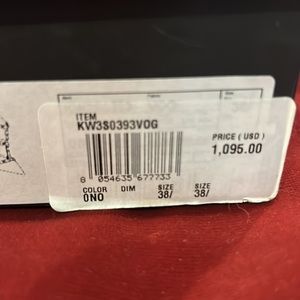 ITEM
KW3S0393VOG
PRICE ( USD )
1,095.00
8 054635 677733
COLOR DIM SIZE SIZE
0NO 38/ 38/